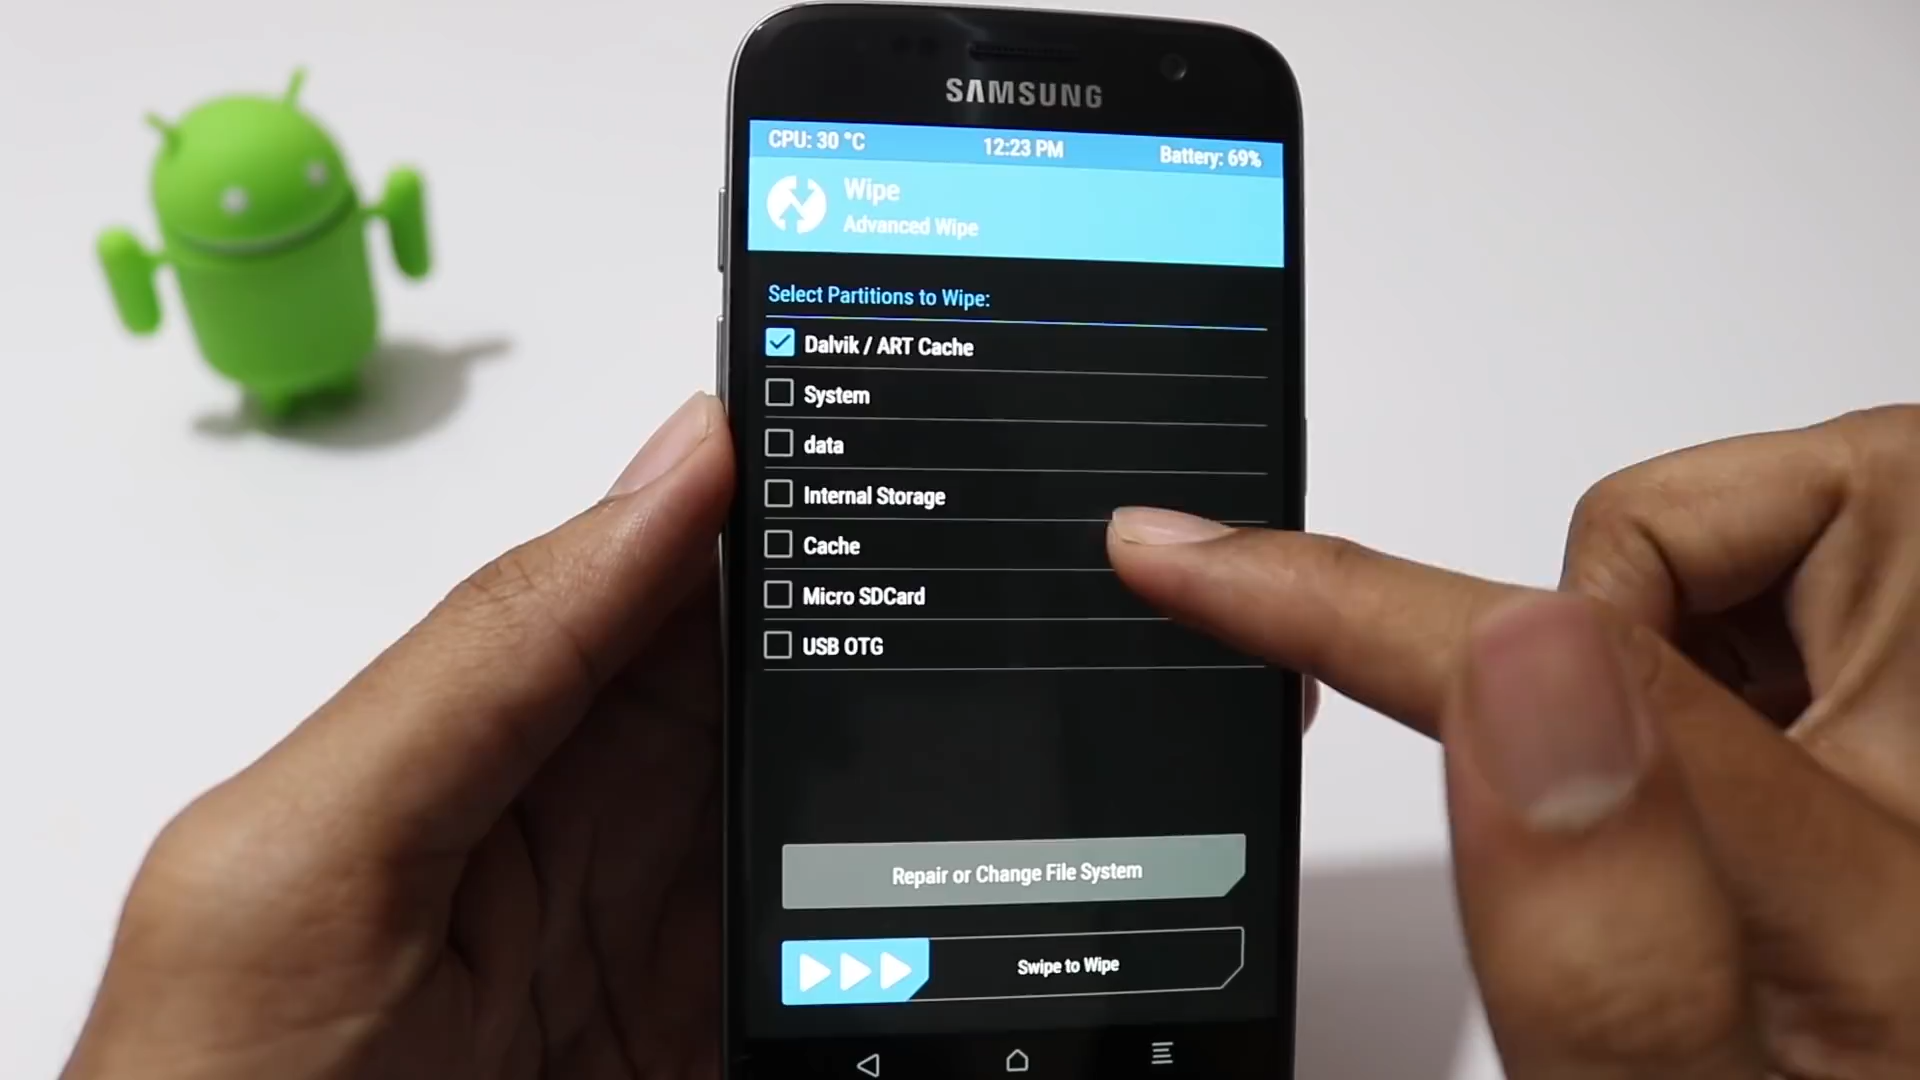 SAMSUNG
CPU: 30 °C 12:23 PM Battery: 69%
Wipe
Advanced Wipe
Select Partitions to Wipe:
Dalvik / ART Cache
System
data
Internal Storage
Cache
Micro SDCard
USB OTG
Repair or Change File System
Swipe to Wipe